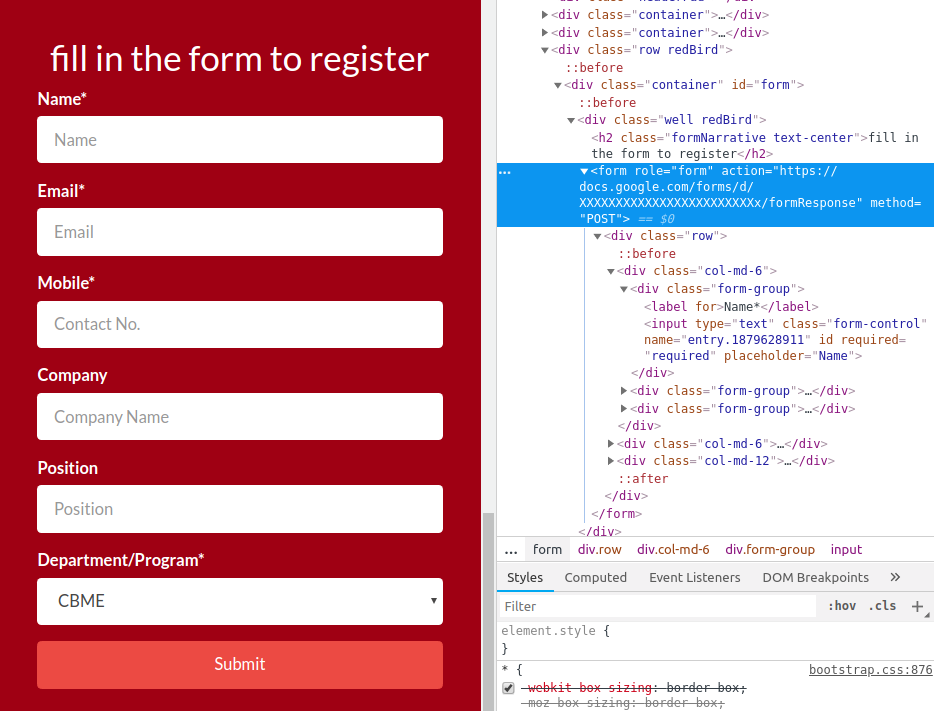 fill in the form to register
Name*
Name
Email*
Email
Mobile*
Contact No.
Company
Company Name
Position
Position
Department/Program*
CBME
Submit
<div class="container">…</div>
<div class="container">…</div>
<div class="row redBird">
::before
<div class="container" id="form">
::before
<div class="well redBird">
<h2 class="formNarrative text-center">fill in
the form to register</h2>
... <form role="form" action="https://
docs.google.com/forms/d/
XXXXXXXXXXXXXXXXXXXXXXXXx/formResponse" method=
"POST"> == $0
<div class="row">
::before
<div class="col-md-6">
<div class="form-group">
<label for>Name*</label>
<input type="text" class="form-control"
name="entry.1879628911" id required=
"required" placeholder="Name">
</div>
<div class="form-group">…</div>
<div class="form-group">…</div>
</div>
<div class="col-md-6">…</div>
<div class="col-md-12">…</div>
::after
</div>
</form>
</div>
... form div.row div.col-md-6 div.form-group input
Styles Computed Event Listeners DOM Breakpoints »
Filter :hov .cls +
element.style {
}
* { bootstrap.css:876
-webkit-box-sizing: border-box;
-moz-box-sizing: border-box;